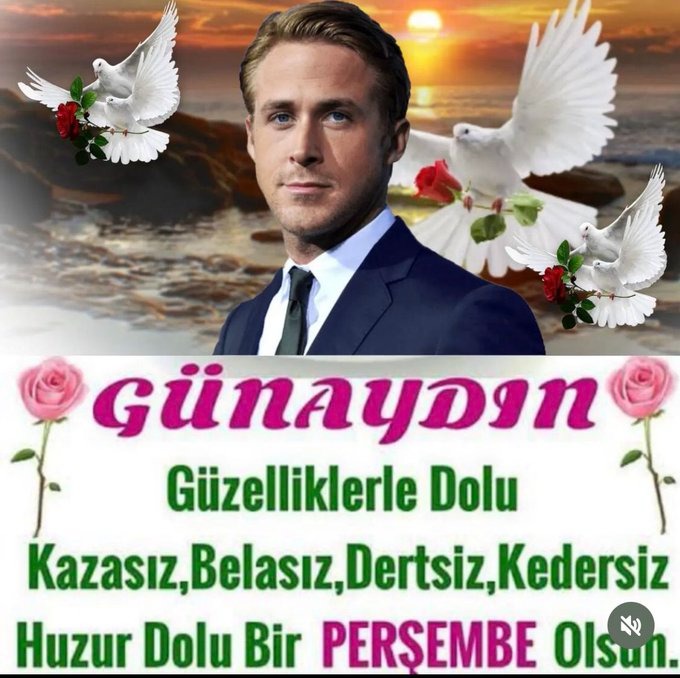 GÜNAYDIN
Güzelliklerle Dolu
Kazasız,Belasız,Dertsiz,Kedersiz
Huzur Dolu Bir PERŞEMBE Olsun.